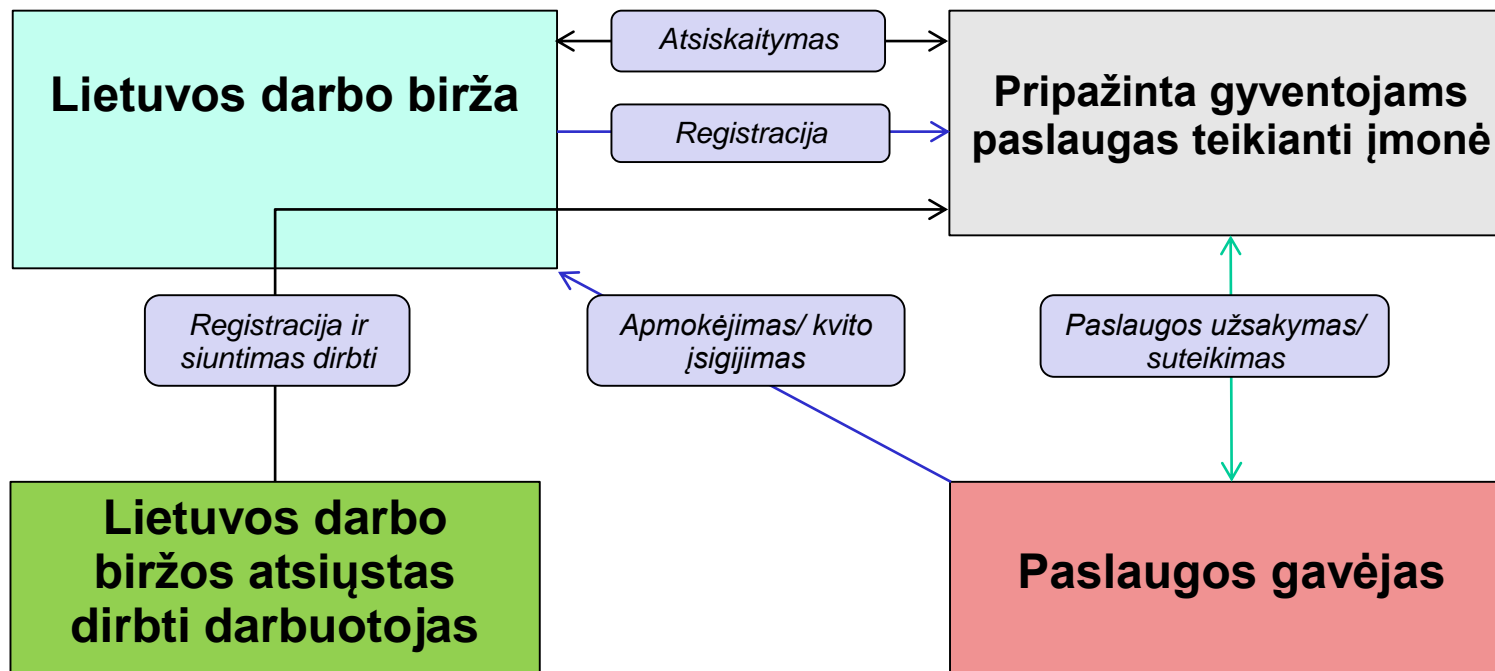 Atsiskaitymas
Lietuvos darbo birža
Pripažinta gyventojams
paslaugas teikianti įmonė
Registracija
Registracija ir
siuntimas dirbti
Apmokėjimas/ kvito
įsigijimas
Paslaugos užsakymas/
suteikimas
Lietuvos darbo
biržos atsiųstas
dirbti darbuotojas
Paslaugos gavėjas